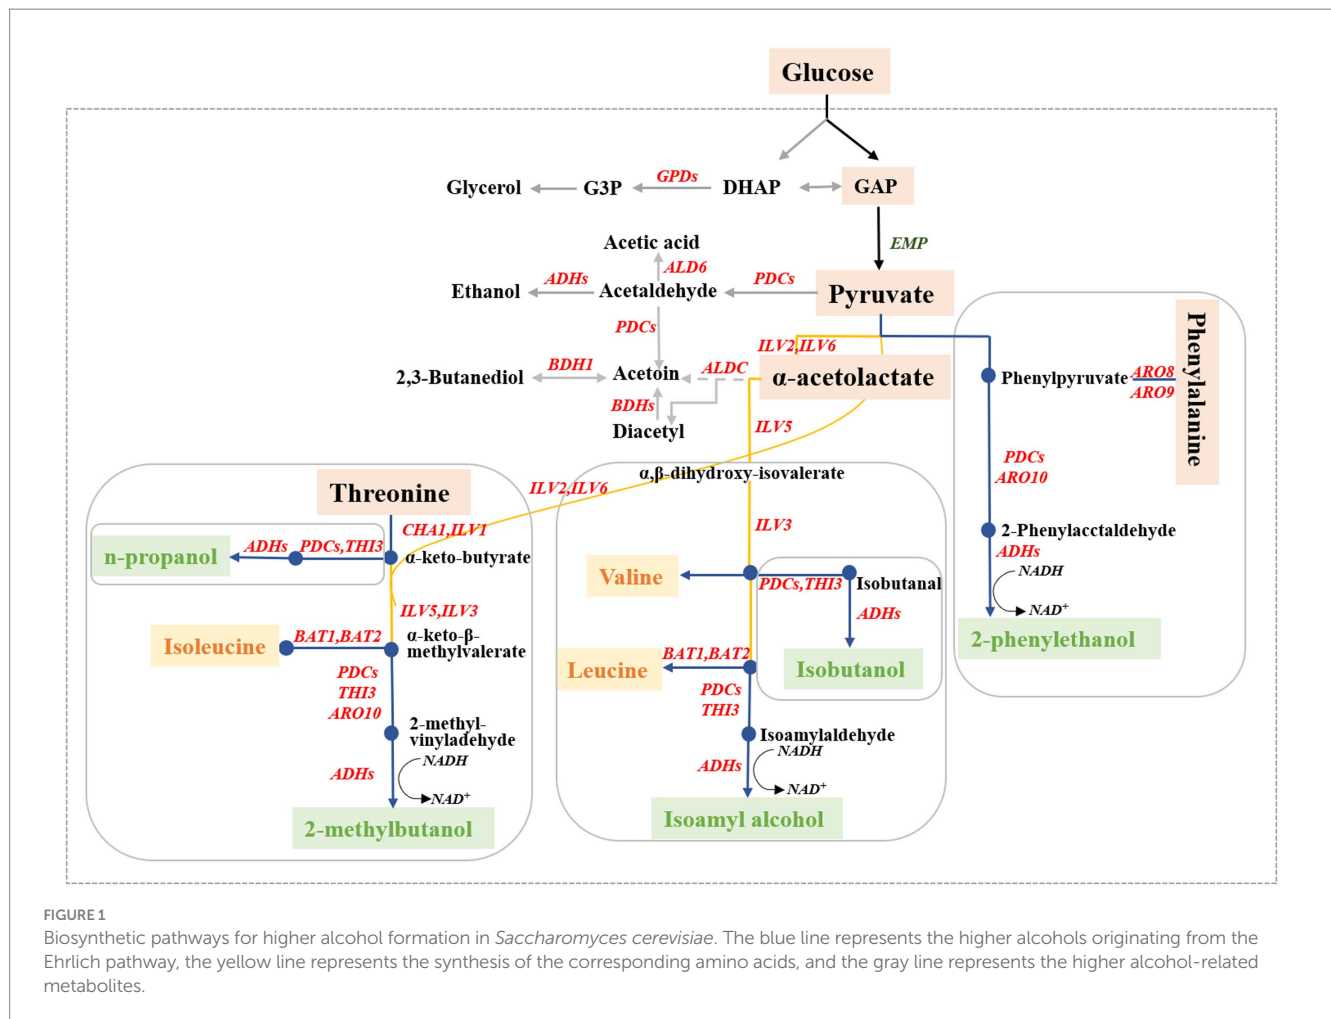 Glucose
Glycerol
G3P
GPDs
DHAP
GAP
EMP
Acetic acid
ALD6
Ethanol
ADHs
Acetaldehyde
PDCs
Pyruvate
PDCs
ILV2,ILV6
2,3-Butanediol
BDH1
Acetoin
ALDC
α-acetolactate
BDHs
Diacetyl
ILV5
Phenylpyruvate
ARO8
ARO9
Phenylalanine
PDCs
ARO10
2-Phenylacctaldehyde
ADHs
NADH
NAD+
2-phenylethanol
α,β-dihydroxy-isovalerate
ILV2,ILV6
ILV3
Threonine
CHA1,ILV1
n-propanol
ADHs
PDCs,THI3
α-keto-butyrate
ILV5,ILV3
Isoleucine
BAT1,BAT2
α-keto-β-
methylvalerate
PDCs
THI3
ARO10
2-methyl-
vinyladehyde
ADHs
NADH
NAD+
2-methylbutanol
Valine
PDCs,THI3
Isobutanal
ADHs
Isobutanol
Leucine
BAT1,BAT2
PDCs
THI3
Isoamylaldehyde
ADHs
NADH
NAD+
Isoamyl alcohol
FIGURE 1
Biosynthetic pathways for higher alcohol formation in Saccharomyces cerevisiae. The blue line represents the higher alcohols originating from the
Ehrlich pathway, the yellow line represents the synthesis of the corresponding amino acids, and the gray line represents the higher alcohol-related
metabolites.